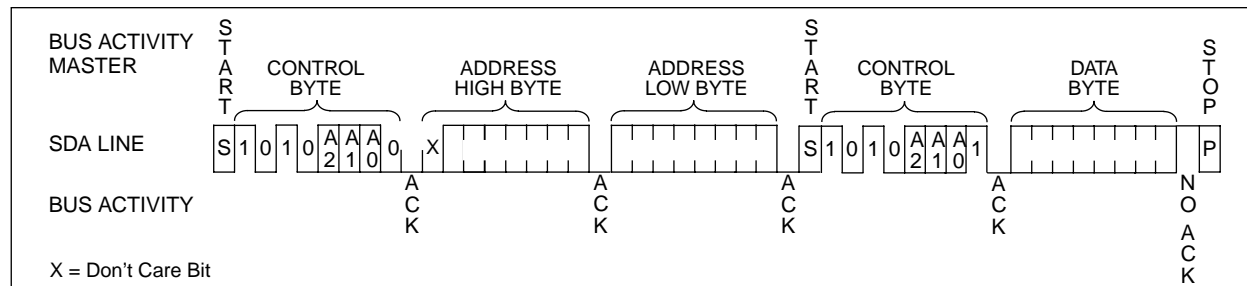 BUS ACTIVITY
MASTER
START
CONTROL
BYTE
ADDRESS
HIGH BYTE
ADDRESS
LOW BYTE
START
CONTROL
BYTE
DATA
BYTE
STOP
SDA LINE
S 1 0 1 0 A2 A1 A0 0 X S 1 0 1 0 A2 A1 A0 1 P
BUS ACTIVITY
ACK
ACK
ACK
ACK
NO ACK
X = Don't Care Bit